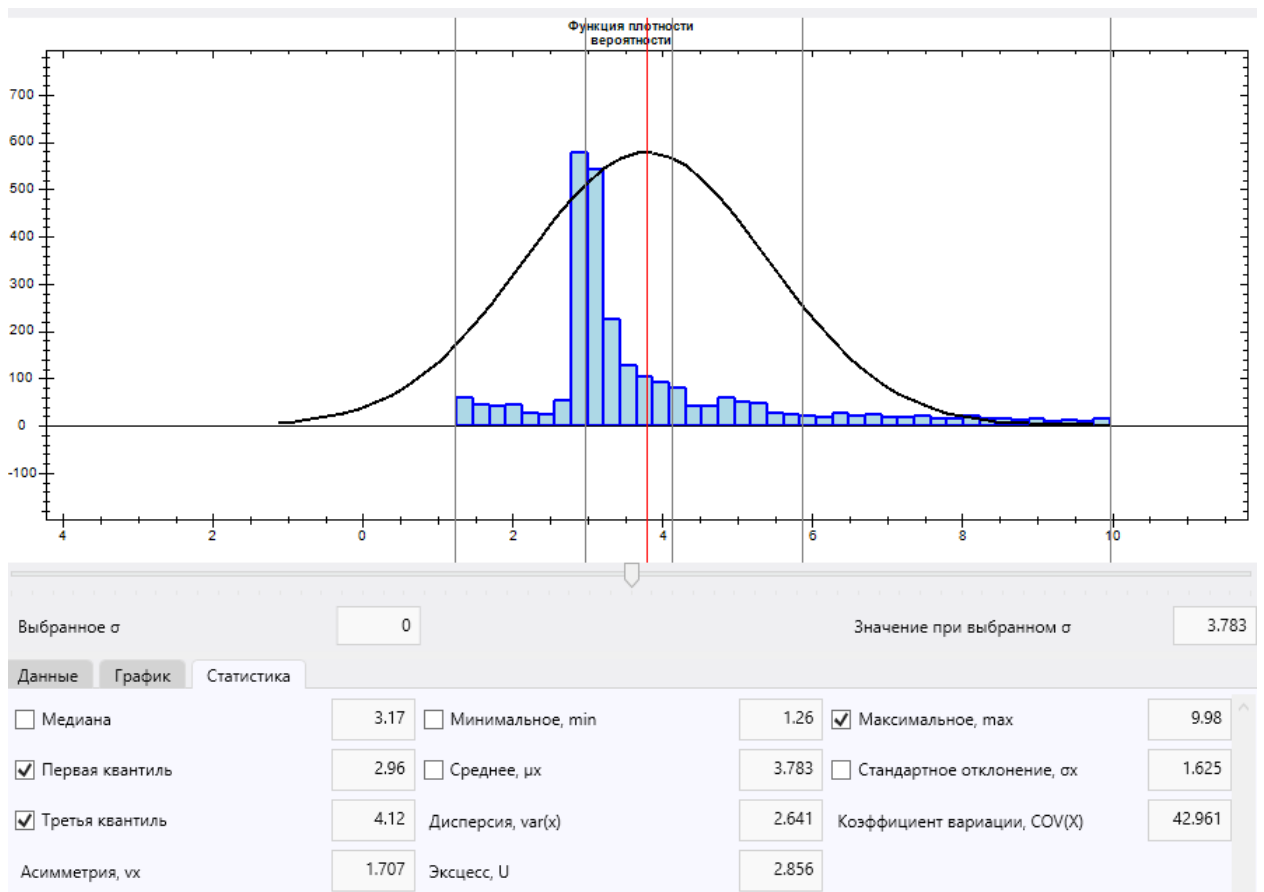 Функция плотности
вероятности
700
600
500
400
300
200
100
0
-100
4 2 0 2 4 6 8 10
Выбранное σ 0 Значение при выбранном σ 3.783
Данные График Статистика
Медиана 3.17 Минимальное, min 1.26 Максимальное, max 9.98
Первая квантиль 2.96 Среднее, μx 3.783 Стандартное отклонение, σx 1.625
Третья квантиль 4.12 Дисперсия, var(x) 2.641 Коэффициент вариации, COV(X) 42.961
Асимметрия, νx 1.707 Эксцесс, U 2.856